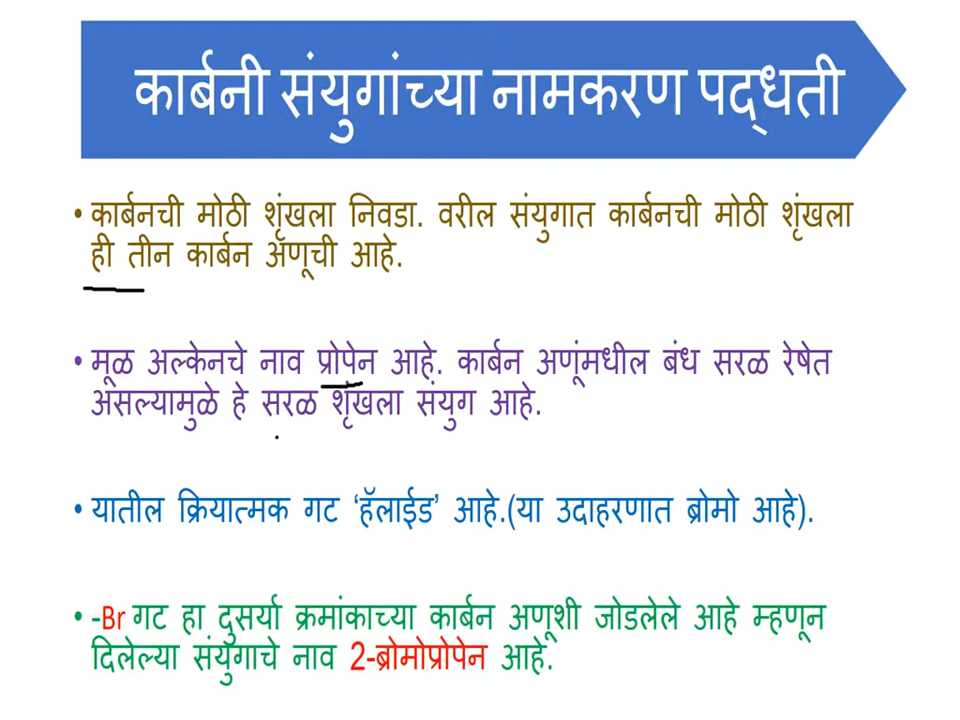 कार्बनी संयुगांच्या नामकरण पद्धती
• कार्बनची मोठी शृंखला निवडा. वरील संयुगात कार्बनची मोठी शृंखला
ही तीन कार्बन अणूची आहे.
• मूळ अल्केनचे नाव प्रोपेन आहे. कार्बन अणूंमधील बंध सरळ रेषेत
असल्यामुळे हे सरळ शृंखला संयुग आहे.
• यातील क्रियात्मक गट ‘हॅलाईड’ आहे.(या उदाहरणात ब्रोमो आहे).
• -Br गट हा दुसर्या क्रमांकाच्या कार्बन अणूशी जोडलेले आहे म्हणून
दिलेल्या संयुगाचे नाव 2-ब्रोमोप्रोपेन आहे.